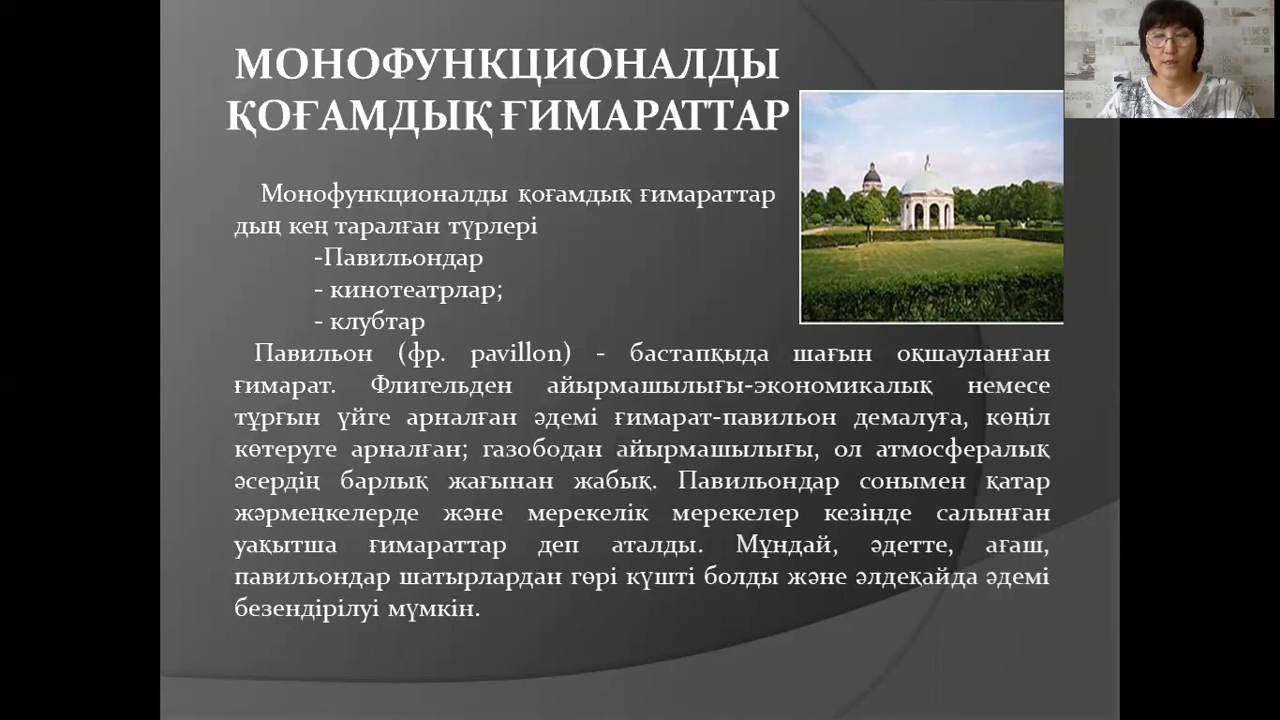 МОНОФУНКЦИОНАЛДЫ
ҚОҒАМДЫҚ ҒИМАРАТТАР
Монофункционалды қоғамдық ғимараттар
дың кең таралған түрлері
-Павильондар
- кинотеатрлар;
- клубтар
Павильон (фр. pavillon) - бастапқыда шағын оқшауланған
ғимарат. Флигельден айырмашылығы-экономикалық немесе
тұрғын үйге арналған әдемі ғимарат-павильон демалуға, көңіл
көтеруге арналған; газободан айырмашылығы, ол атмосфералық
әсердің барлық жағынан жабық. Павильондар сонымен қатар
жәрмеңкелерде және мерекелік мерекелер кезінде салынған
уақытша ғимараттар деп аталды. Мұндай, әдетте, ағаш,
павильондар шатырлардан гөрі күшті болды және әлдеқайда әдемі
безендірілуі мүмкін.